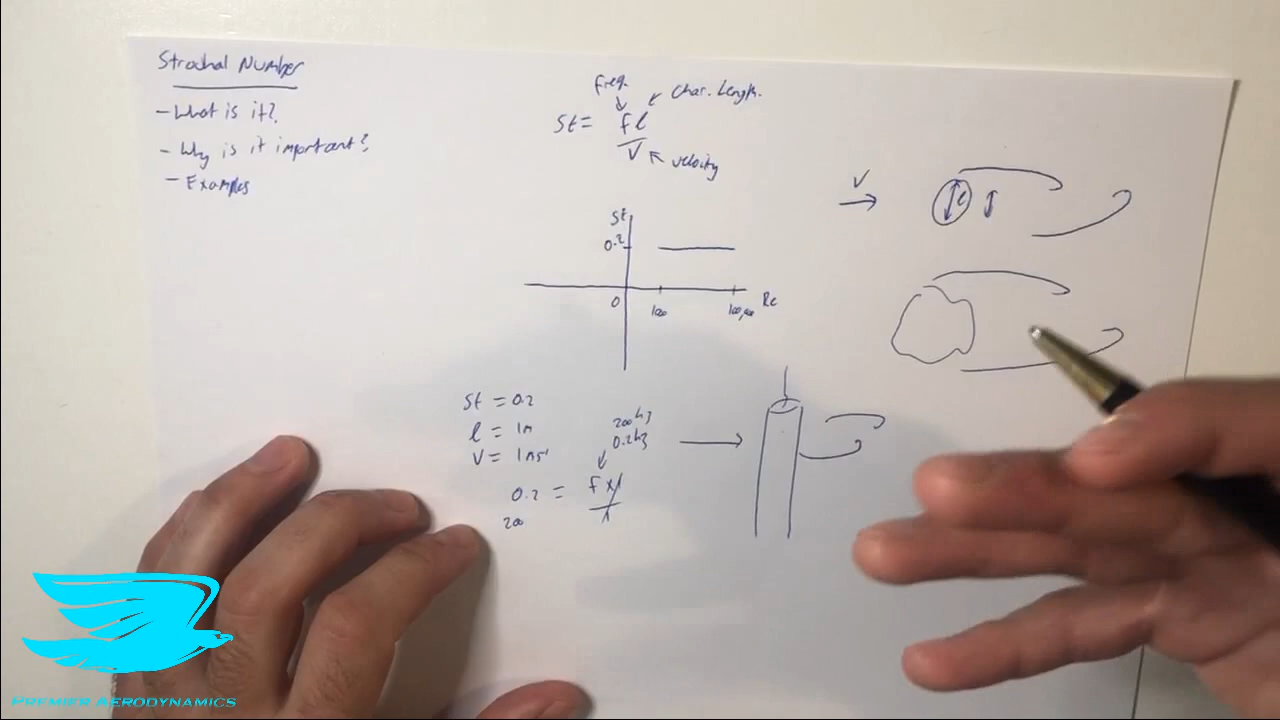 Strouhal Number
- What is it?
- Why is it important?
- Examples
Freq.
Char. Length.
St = fl
V
velocity
St
0.2
0
100
100,000
Re
V
l
St = 0.2
l = 1m
V = 1ms⁻¹
200hz
0.2hz
0.2 = f x 1
1
200
PREMIER AERODYNAMICS